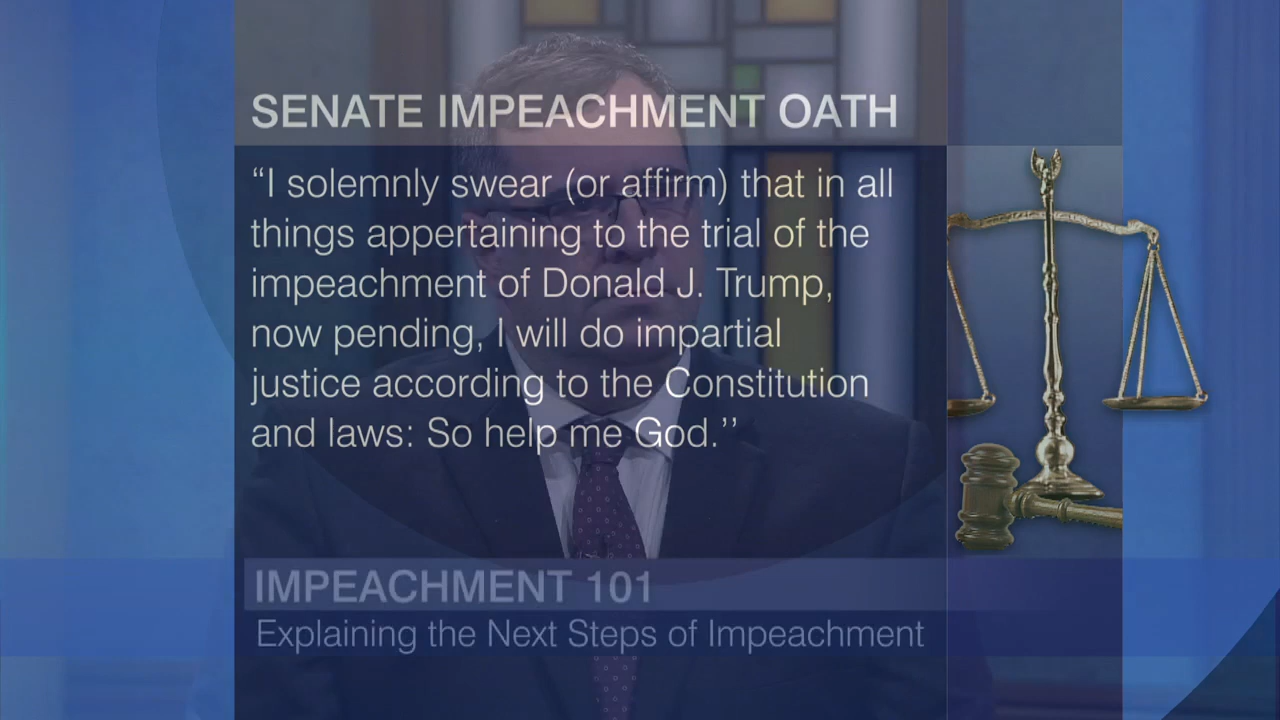 SENATE IMPEACHMENT OATH
“I solemnly swear (or affirm) that in all
things appertaining to the trial of the
impeachment of Donald J. Trump,
now pending, I will do impartial
justice according to the Constitution
and laws: So help me God.’’
IMPEACHMENT 101
Explaining the Next Steps of Impeachment